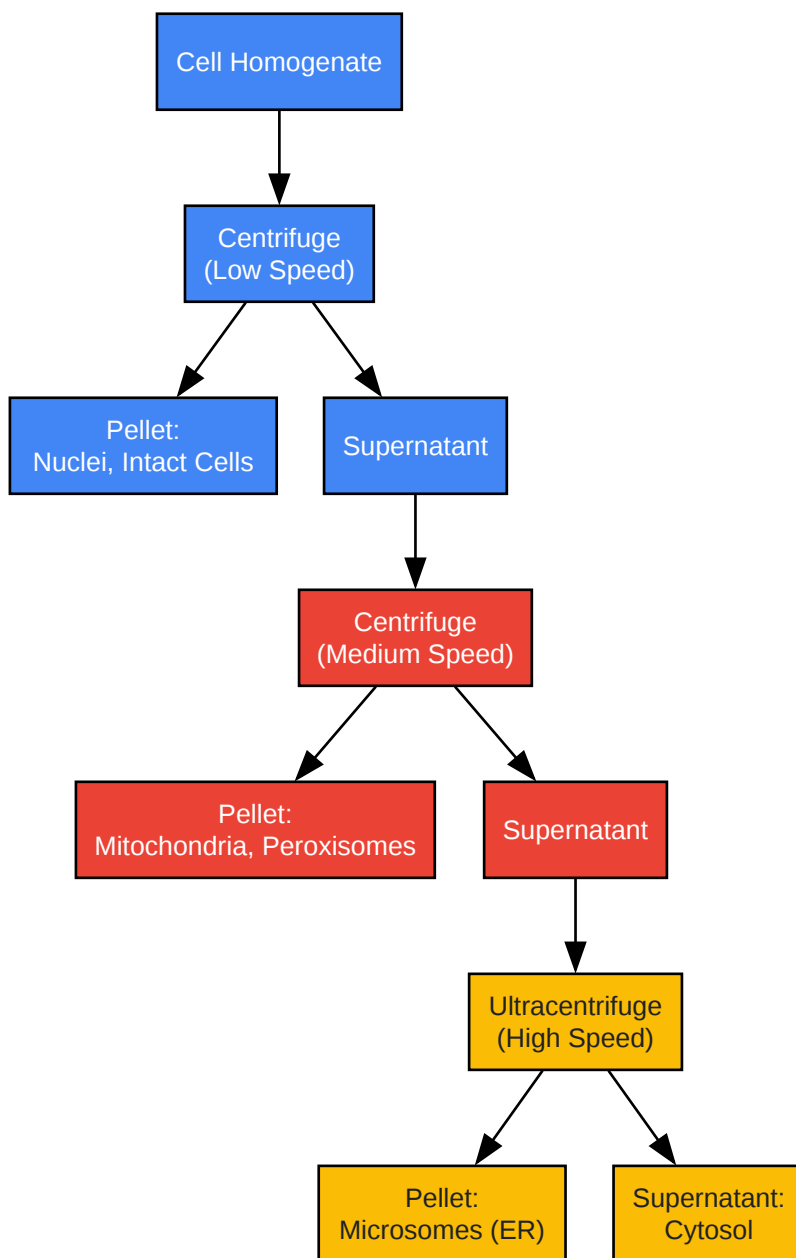 Cell Homogenate
Centrifuge
(Low Speed)
Pellet:
Nuclei, Intact Cells
Supernatant
Centrifuge
(Medium Speed)
Pellet:
Mitochondria, Peroxisomes
Supernatant
Ultracentrifuge
(High Speed)
Pellet:
Microsomes (ER)
Supernatant:
Cytosol